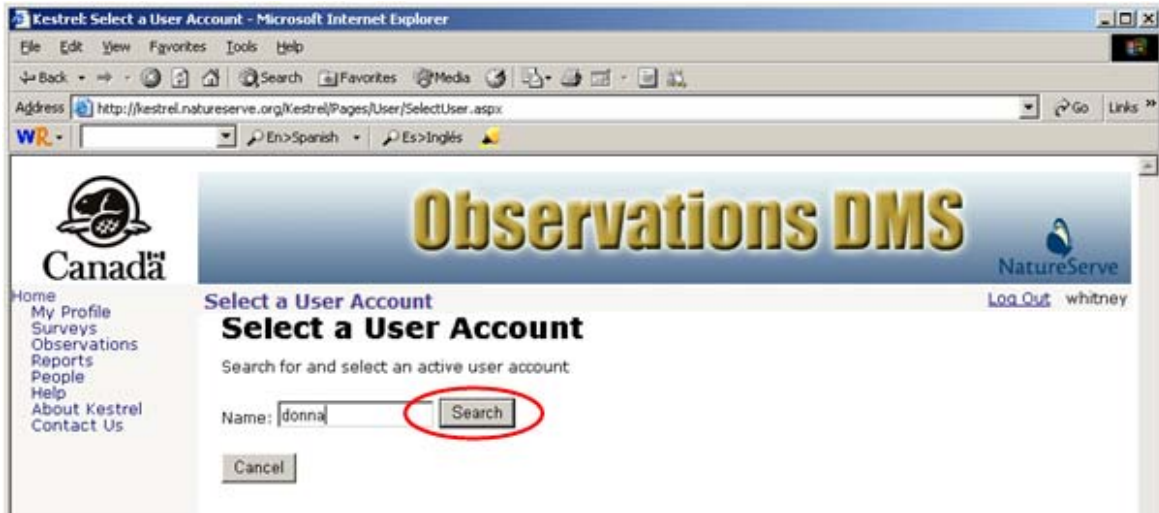 Kestrel: Select a User Account - Microsoft Internet Explorer
File Edit View Favorites Tools Help
Back Search Favorites Media
Address http://kestrel.natureserve.org/Kestrel/Pages/User/SelectUser.aspx Go Links »
WR En>Spanish Es>Inglés
Canada
Observations DMS
NatureServe
Home
My Profile
Surveys
Observations
Reports
People
Help
About Kestrel
Contact Us
Select a User Account
Log Out whitney
Select a User Account
Search for and select an active user account
Name: donna Search
Cancel